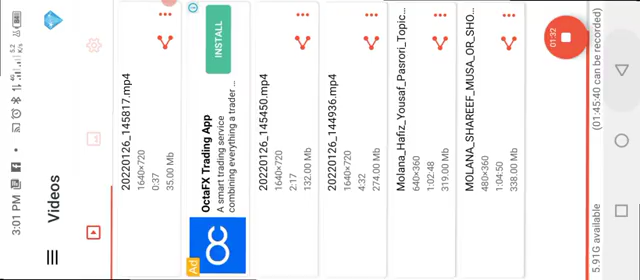 3:01 PM
5.2
K/s
4G
Videos
20220126_145817.mp4
1640×720
0:37
35.00 Mb
Ad
OctaFX Trading App
A smart trading service
combining everything a trader ...
INSTALL
20220126_145450.mp4
1640×720
2:17
132.00 Mb
20220126_144936.mp4
1640×720
4:32
274.00 Mb
Molana_Hafiz_Yousaf_Pasrori_Topic...
640×360
1:02:48
319.00 Mb
MOLANA_SHAREEF_MUSA_OR_SHO...
480×360
1:04:50
338.00 Mb
01:32
5.91G available
(01:45:40 can be recorded)